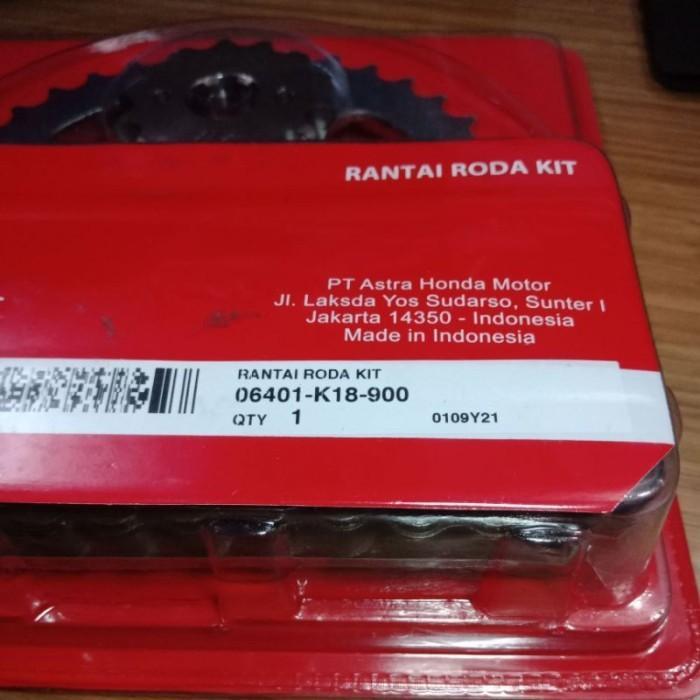 RANTAI RODA KIT
PT Astra Honda Motor
Jl. Laksda Yos Sudarso, Sunter I
Jakarta 14350 - Indonesia
Made in Indonesia
RANTAI RODA KIT
06401-K18-900
QTY 1 0109Y21